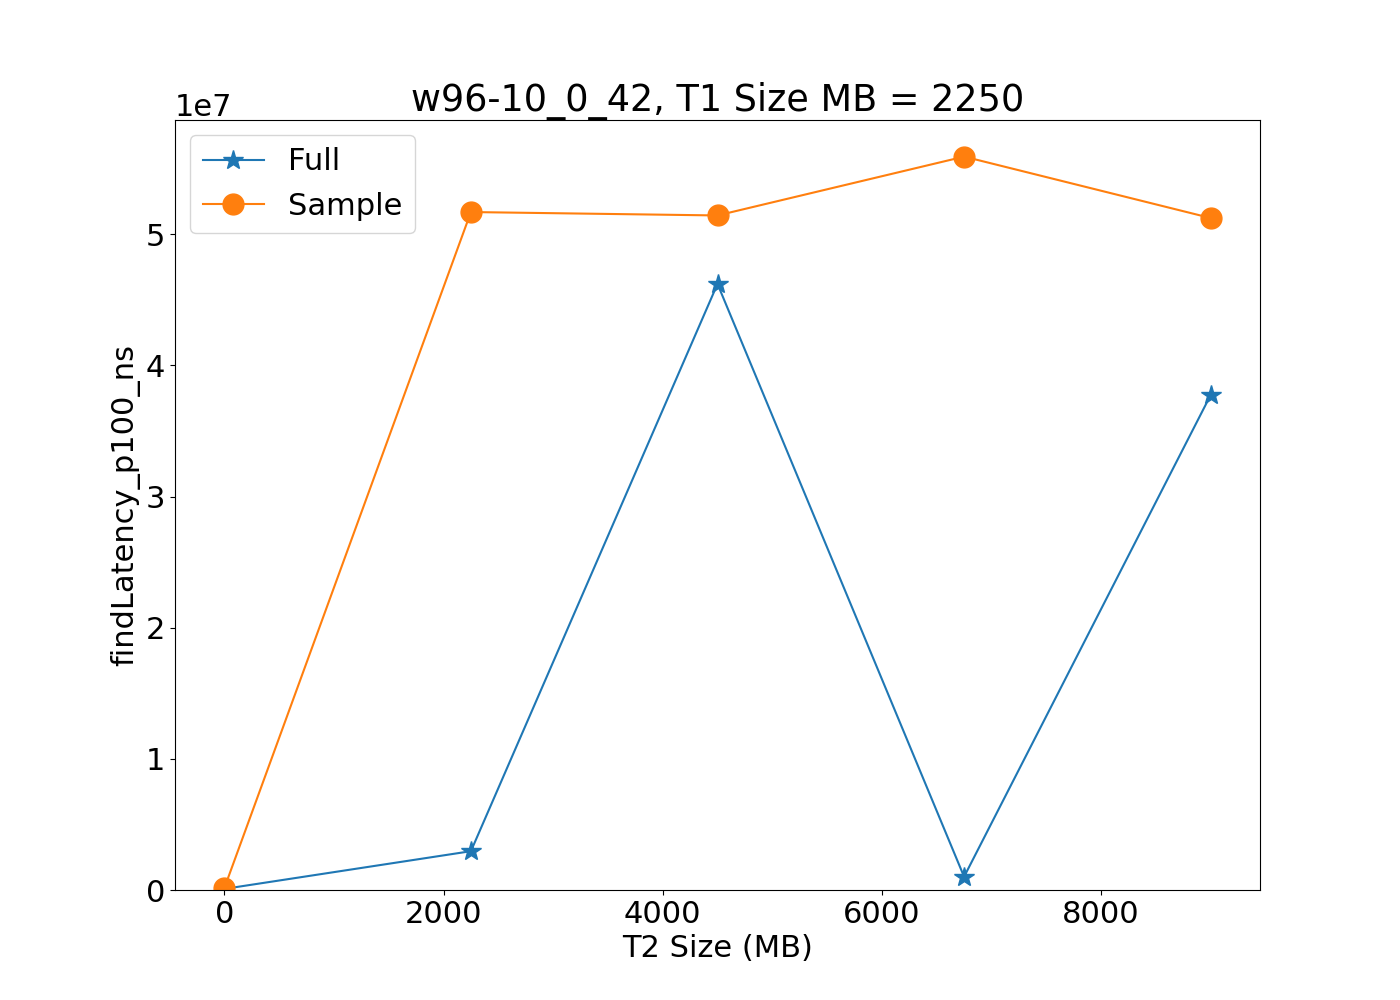 w96-10_0_42, T1 Size MB = 2250
1e7
Full
Sample
5
4
3
2
1
0
findLatency_p100_ns
0 2000 4000 6000 8000
T2 Size (MB)